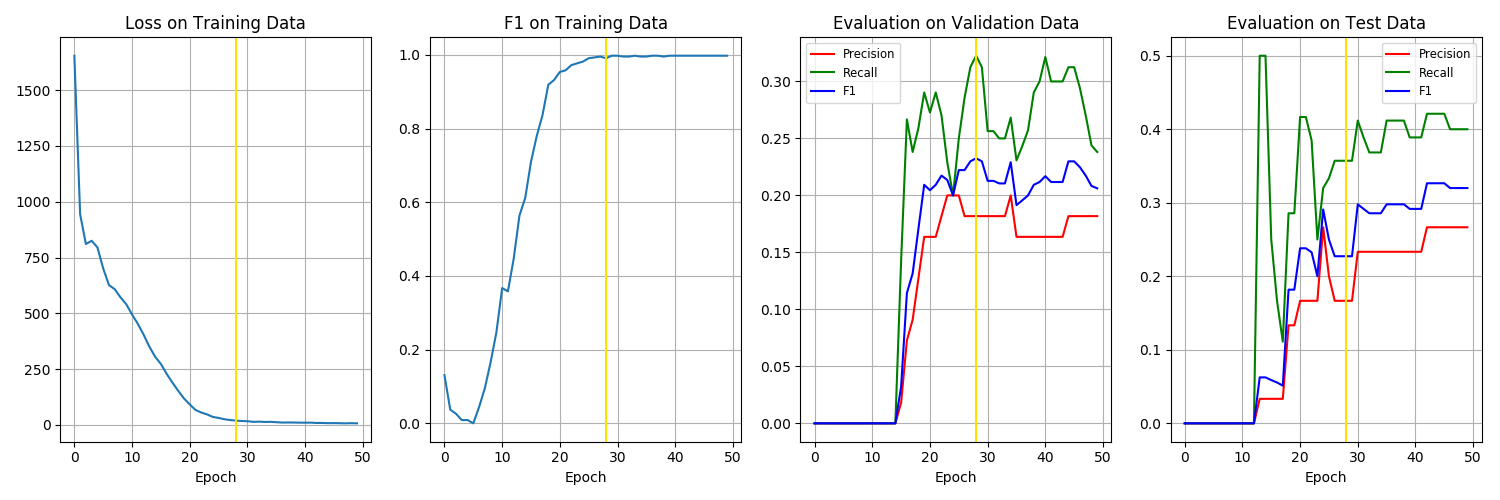 Loss on Training Data
1500
1250
1000
750
500
250
0
0 10 20 30 40 50
Epoch
F1 on Training Data
1.0
0.8
0.6
0.4
0.2
0.0
0 10 20 30 40 50
Epoch
Evaluation on Validation Data
Precision
Recall
F1
0.30
0.25
0.20
0.15
0.10
0.05
0.00
0 10 20 30 40 50
Epoch
Evaluation on Test Data
Precision
Recall
F1
0.5
0.4
0.3
0.2
0.1
0.0
0 10 20 30 40 50
Epoch